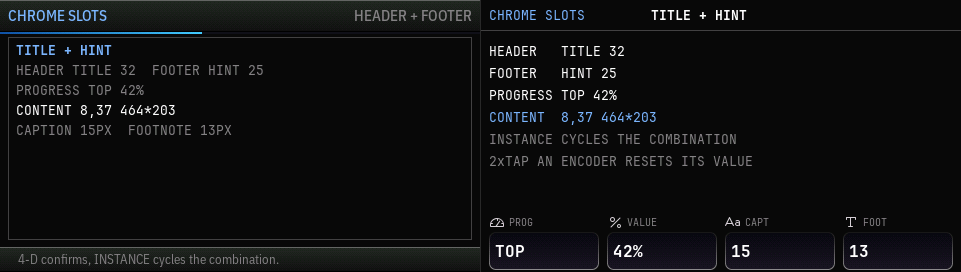 CHROME SLOTS HEADER + FOOTER
TITLE + HINT
HEADER TITLE 32 FOOTER HINT 25
PROGRESS TOP 42%
CONTENT 8,37 464*203
CAPTION 15PX FOOTNOTE 13PX
4-D confirms, INSTANCE cycles the combination.
CHROME SLOTS TITLE + HINT
HEADER TITLE 32
FOOTER HINT 25
PROGRESS TOP 42%
CONTENT 8,37 464*203
INSTANCE CYCLES THE COMBINATION
2xTAP AN ENCODER RESETS ITS VALUE
PROG % VALUE Aa CAPT T FOOT
TOP 42% 15 13